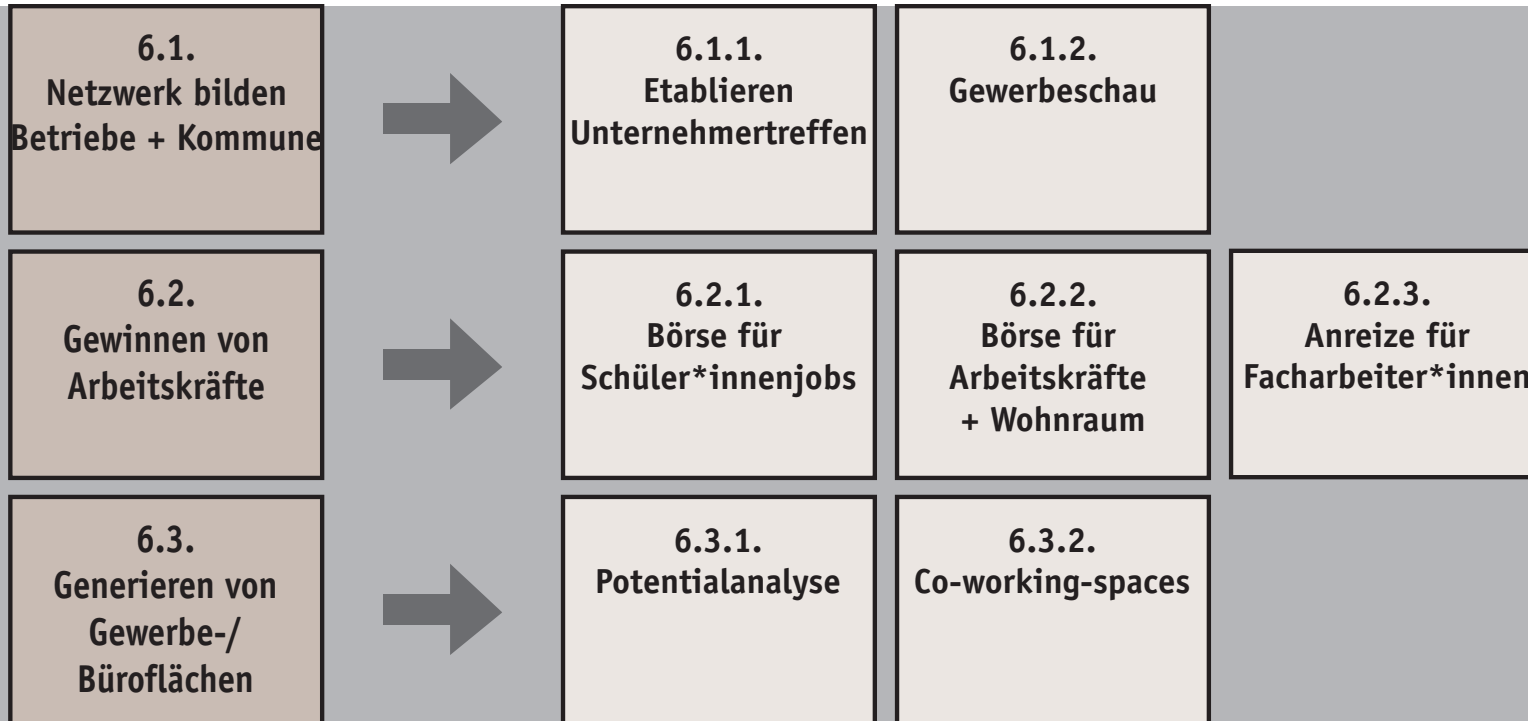 6.1.
Netzwerk bilden
Betriebe + Kommune
6.1.1.
Etablieren
Unternehmertreffen
6.1.2.
Gewerbeschau
6.2.
Gewinnen von
Arbeitskräfte
6.2.1.
Börse für
Schüler*innenjobs
6.2.2.
Börse für
Arbeitskräfte
+ Wohnraum
6.2.3.
Anreize für
Facharbeiter*innen
6.3.
Generieren von
Gewerbe-/
Büroflächen
6.3.1.
Potentialanalyse
6.3.2.
Co-working-spaces